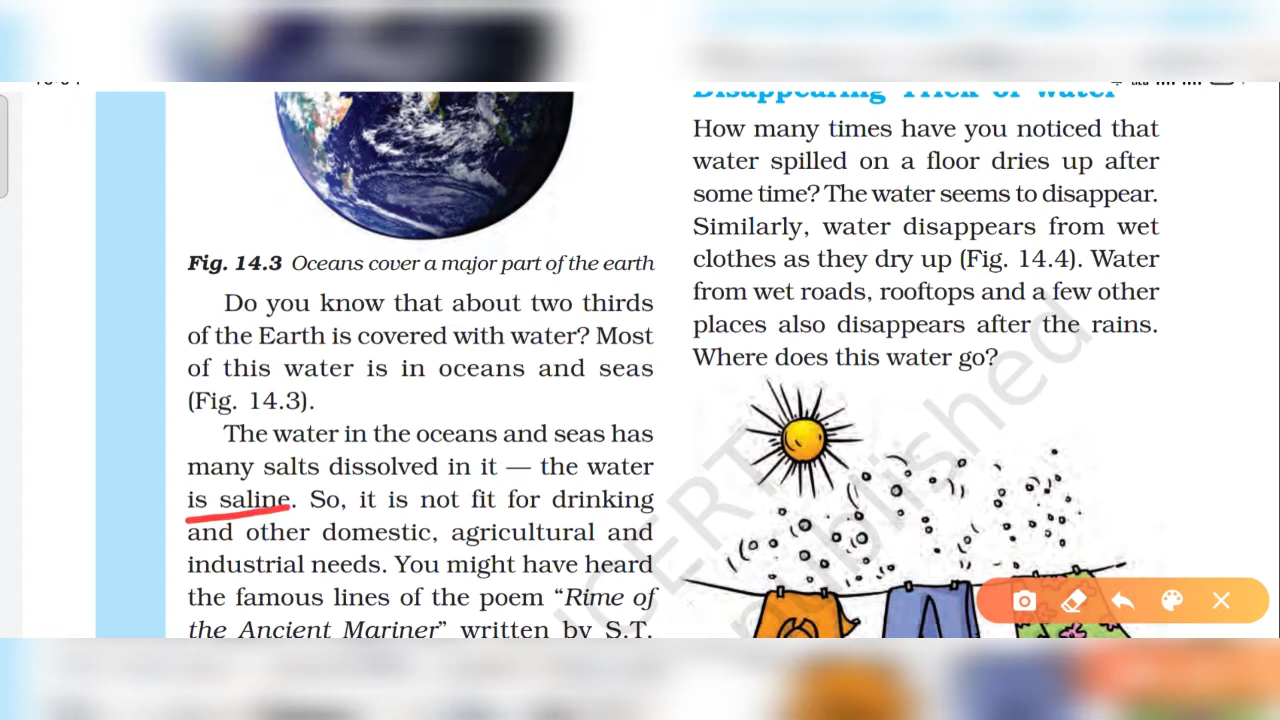 Fig. 14.3 Oceans cover a major part of the earth
Do you know that about two thirds
of the Earth is covered with water? Most
of this water is in oceans and seas
(Fig. 14.3).
The water in the oceans and seas has
many salts dissolved in it — the water
is saline. So, it is not fit for drinking
and other domestic, agricultural and
industrial needs. You might have heard
the famous lines of the poem “Rime of
the Ancient Mariner” written by S.T.
Disappearing Trick of Water
How many times have you noticed that
water spilled on a floor dries up after
some time? The water seems to disappear.
Similarly, water disappears from wet
clothes as they dry up (Fig. 14.4). Water
from wet roads, rooftops and a few other
places also disappears after the rains.
Where does this water go?
NCERT
published